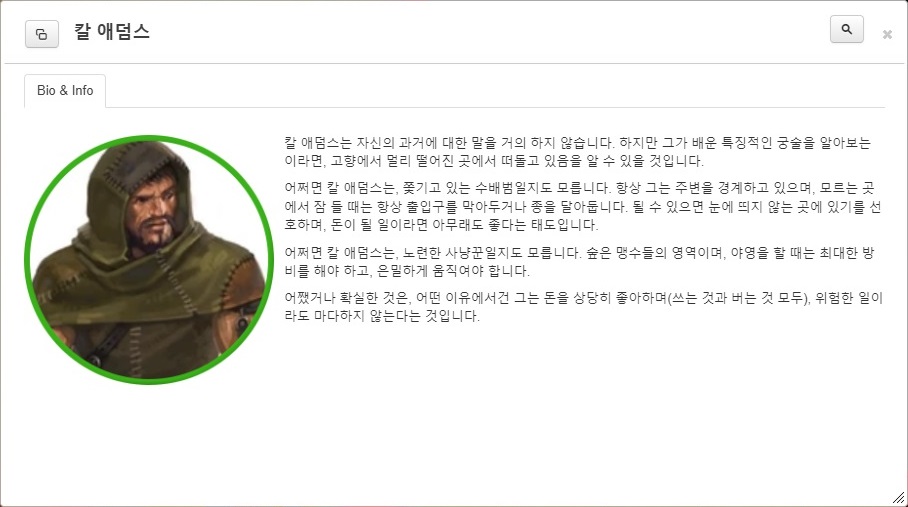 칼 애덤스
Bio & Info
칼 애덤스는 자신의 과거에 대한 말을 거의 하지 않습니다. 하지만 그가 배운 특징적인 궁술을 알아보는
이라면, 고향에서 멀리 떨어진 곳에서 떠돌고 있음을 알 수 있을 것입니다.
어쩌면 칼 애덤스는, 쫓기고 있는 수배범일지도 모릅니다. 항상 그는 주변을 경계하고 있으며, 모르는 곳
에서 잠 들 때는 항상 출입구를 막아두거나 종을 달아둡니다. 될 수 있으면 눈에 띄지 않는 곳에 있기를 선
호하며, 돈이 될 일이라면 아무래도 좋다는 태도입니다.
어쩌면 칼 애덤스는, 노련한 사냥꾼일지도 모릅니다. 숲은 맹수들의 영역이며, 야영을 할 때는 최대한 방
비를 해야 하고, 은밀하게 움직여야 합니다.
어쨌거나 확실한 것은, 어떤 이유에서건 그는 돈을 상당히 좋아하며(쓰는 것과 버는 것 모두), 위험한 일이
라도 마다하지 않는다는 것입니다.